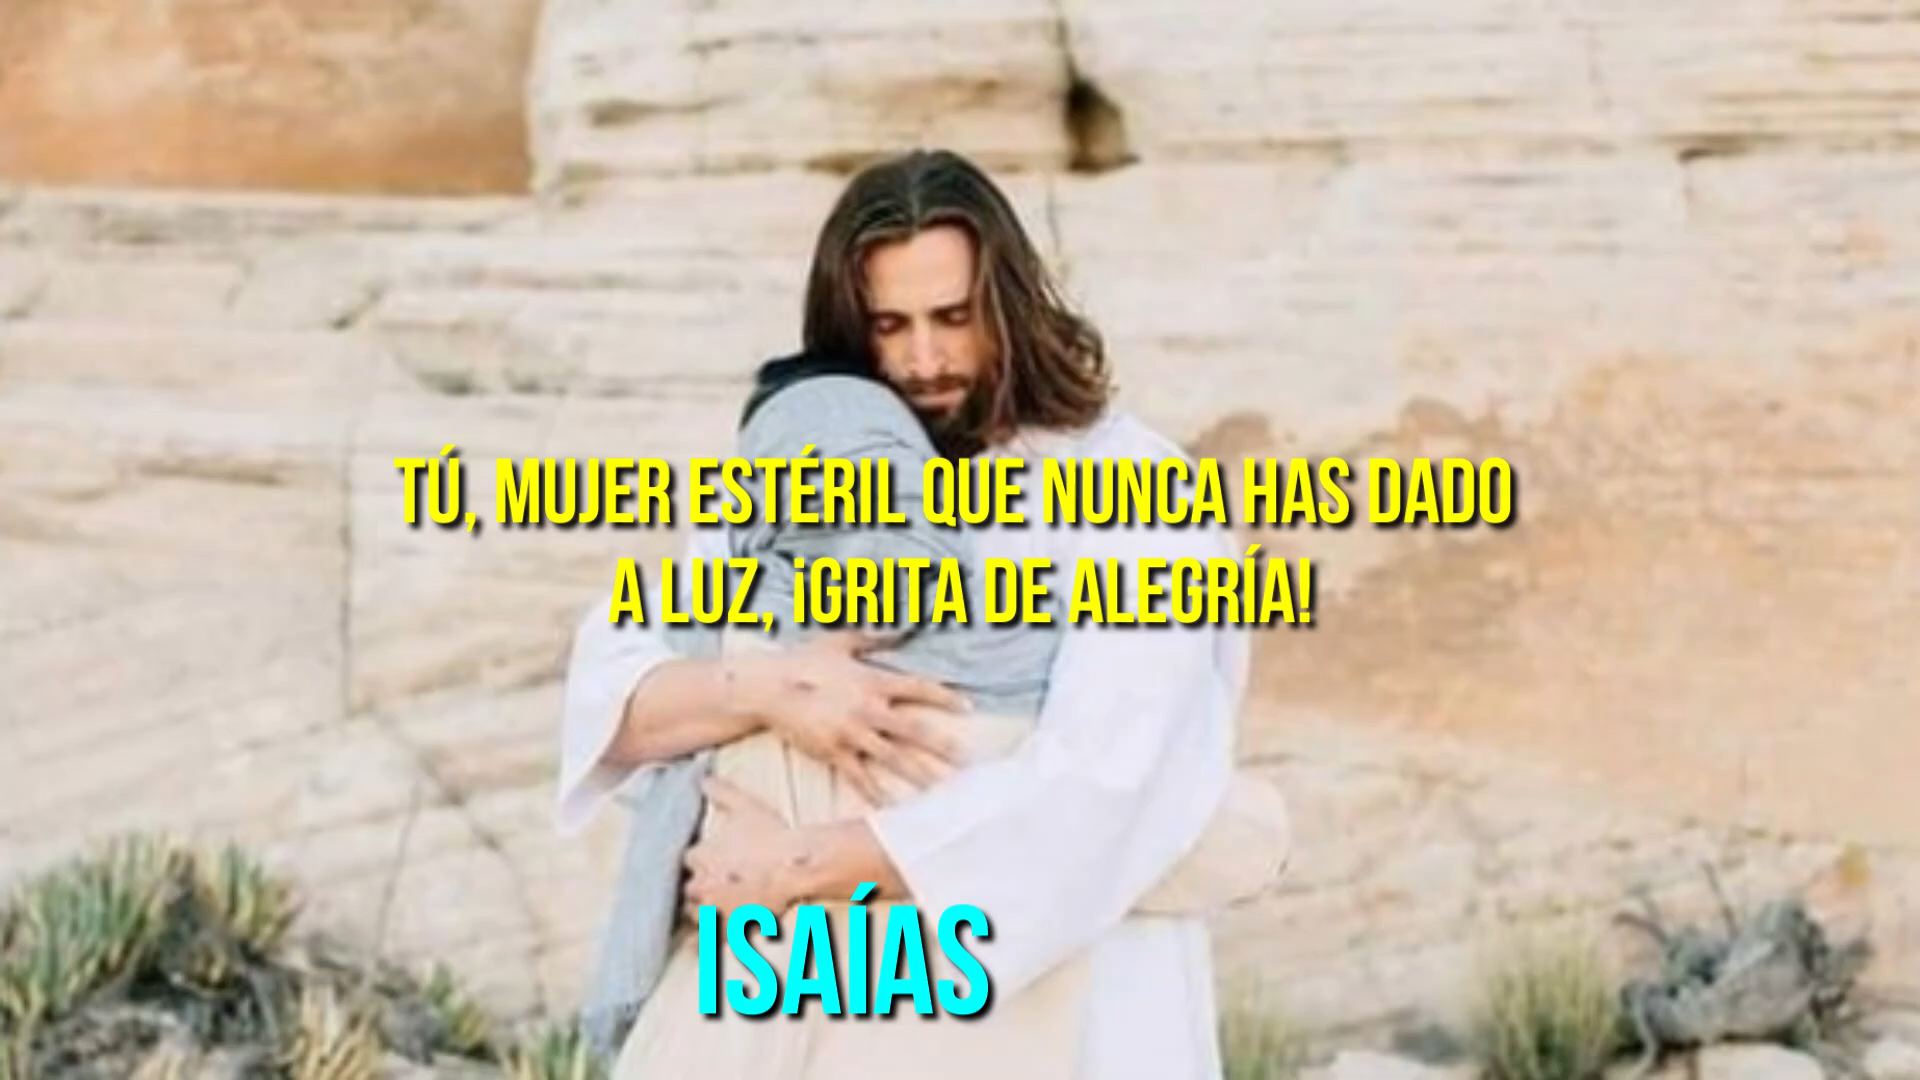 TÚ, MUJER ESTÉRIL QUE NUNCA HAS DADO
A LUZ, ¡GRITA DE ALEGRÍA!
ISAÍAS